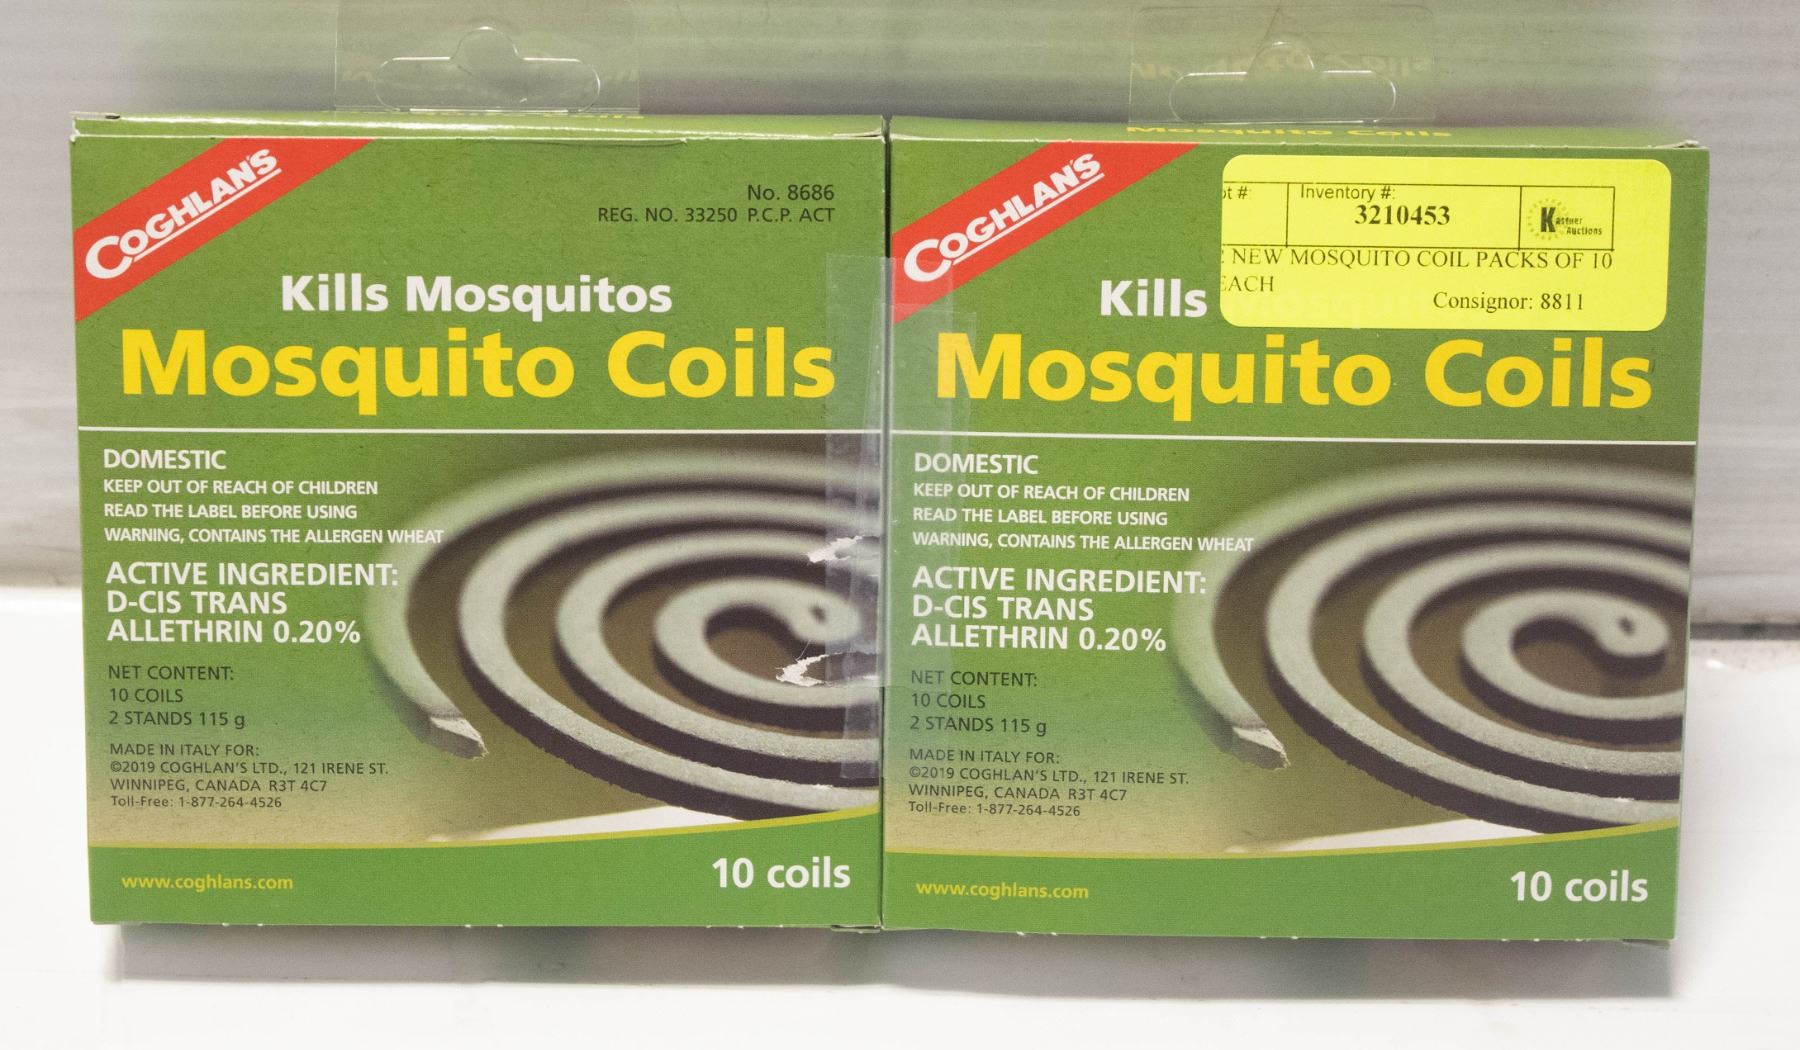 COGHLAN'S
No. 8686
REG. NO. 33250 P.C.P. ACT
Kills Mosquitos
Mosquito Coils
DOMESTIC
KEEP OUT OF REACH OF CHILDREN
READ THE LABEL BEFORE USING
WARNING, CONTAINS THE ALLERGEN WHEAT
ACTIVE INGREDIENT:
D-CIS TRANS
ALLETHRIN 0.20%
NET CONTENT:
10 COILS
2 STANDS 115 g
MADE IN ITALY FOR:
©2019 COGHLAN'S LTD., 121 IRENE ST.
WINNIPEG, CANADA R3T 4C7
Toll-Free: 1-877-264-4526
www.coghlans.com
10 coils
Mosquito Coils
COGHLAN'S
#: Inventory #:
3210453
Kastner
Auctions
NEW MOSQUITO COIL PACKS OF 10
EACH
Consignor: 8811
Kills
Mosquito Coils
DOMESTIC
KEEP OUT OF REACH OF CHILDREN
READ THE LABEL BEFORE USING
WARNING, CONTAINS THE ALLERGEN WHEAT
ACTIVE INGREDIENT:
D-CIS TRANS
ALLETHRIN 0.20%
NET CONTENT:
10 COILS
2 STANDS 115 g
MADE IN ITALY FOR:
©2019 COGHLAN'S LTD., 121 IRENE ST.
WINNIPEG, CANADA R3T 4C7
Toll-Free: 1-877-264-4526
www.coghlans.com
10 coils